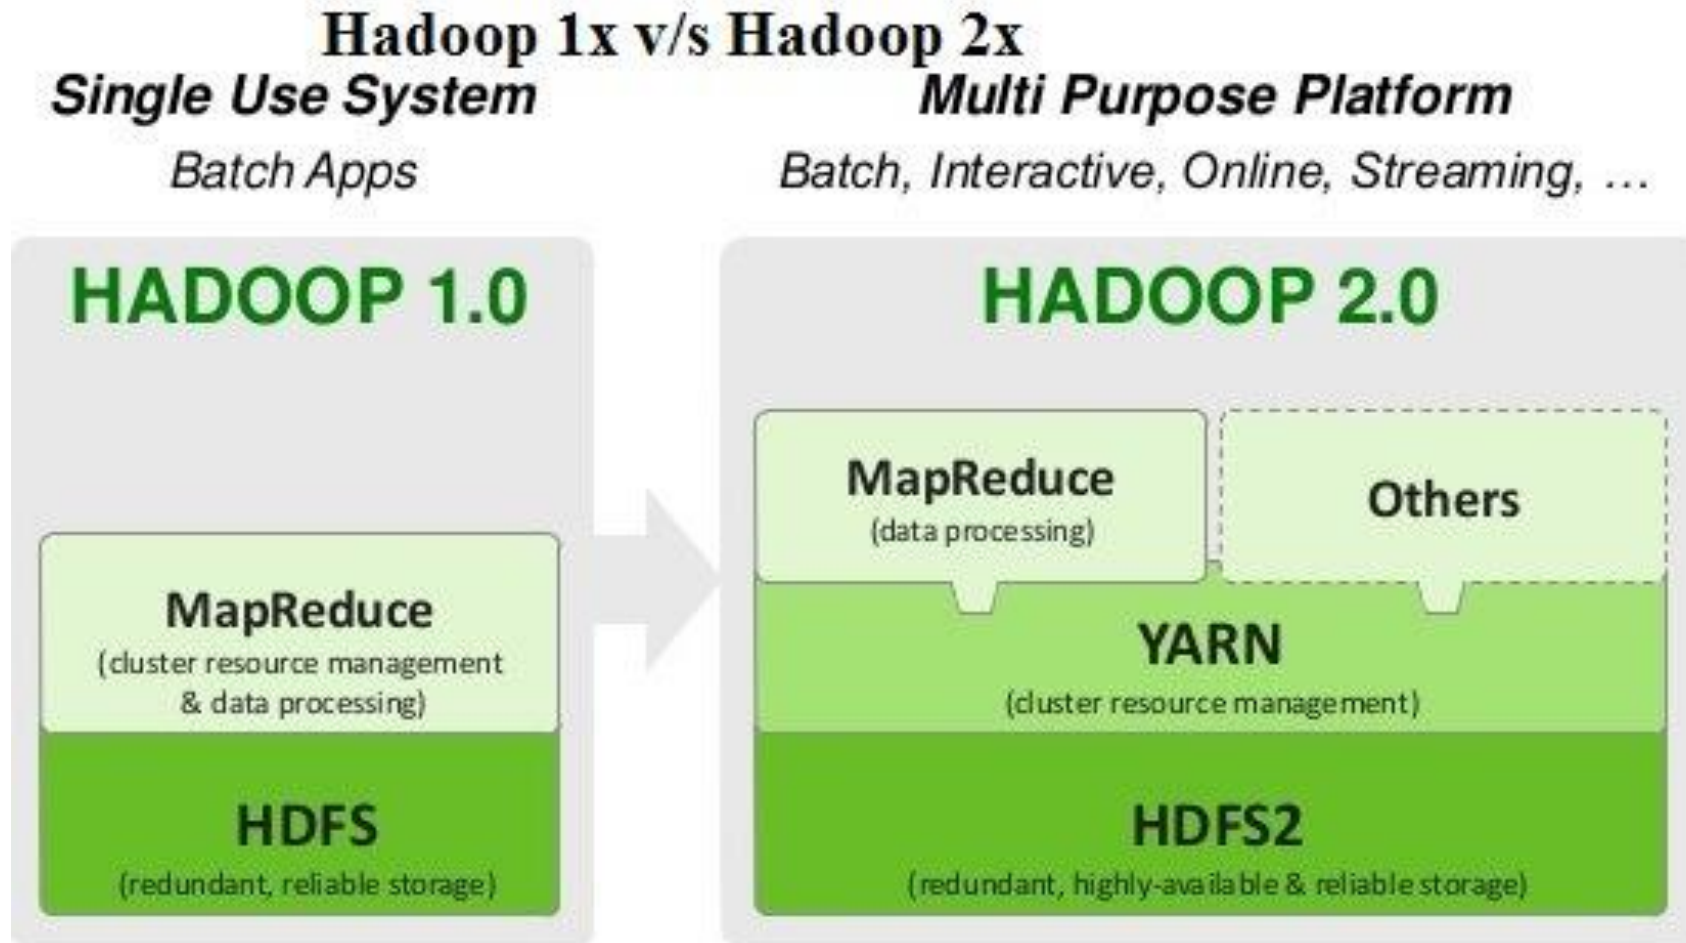 Hadoop 1x v/s Hadoop 2x
Single Use System
Batch Apps
Multi Purpose Platform
Batch, Interactive, Online, Streaming, …
HADOOP 1.0
MapReduce
(cluster resource management
& data processing)
HDFS
(redundant, reliable storage)
HADOOP 2.0
MapReduce
(data processing)
Others
YARN
(cluster resource management)
HDFS2
(redundant, highly-available & reliable storage)